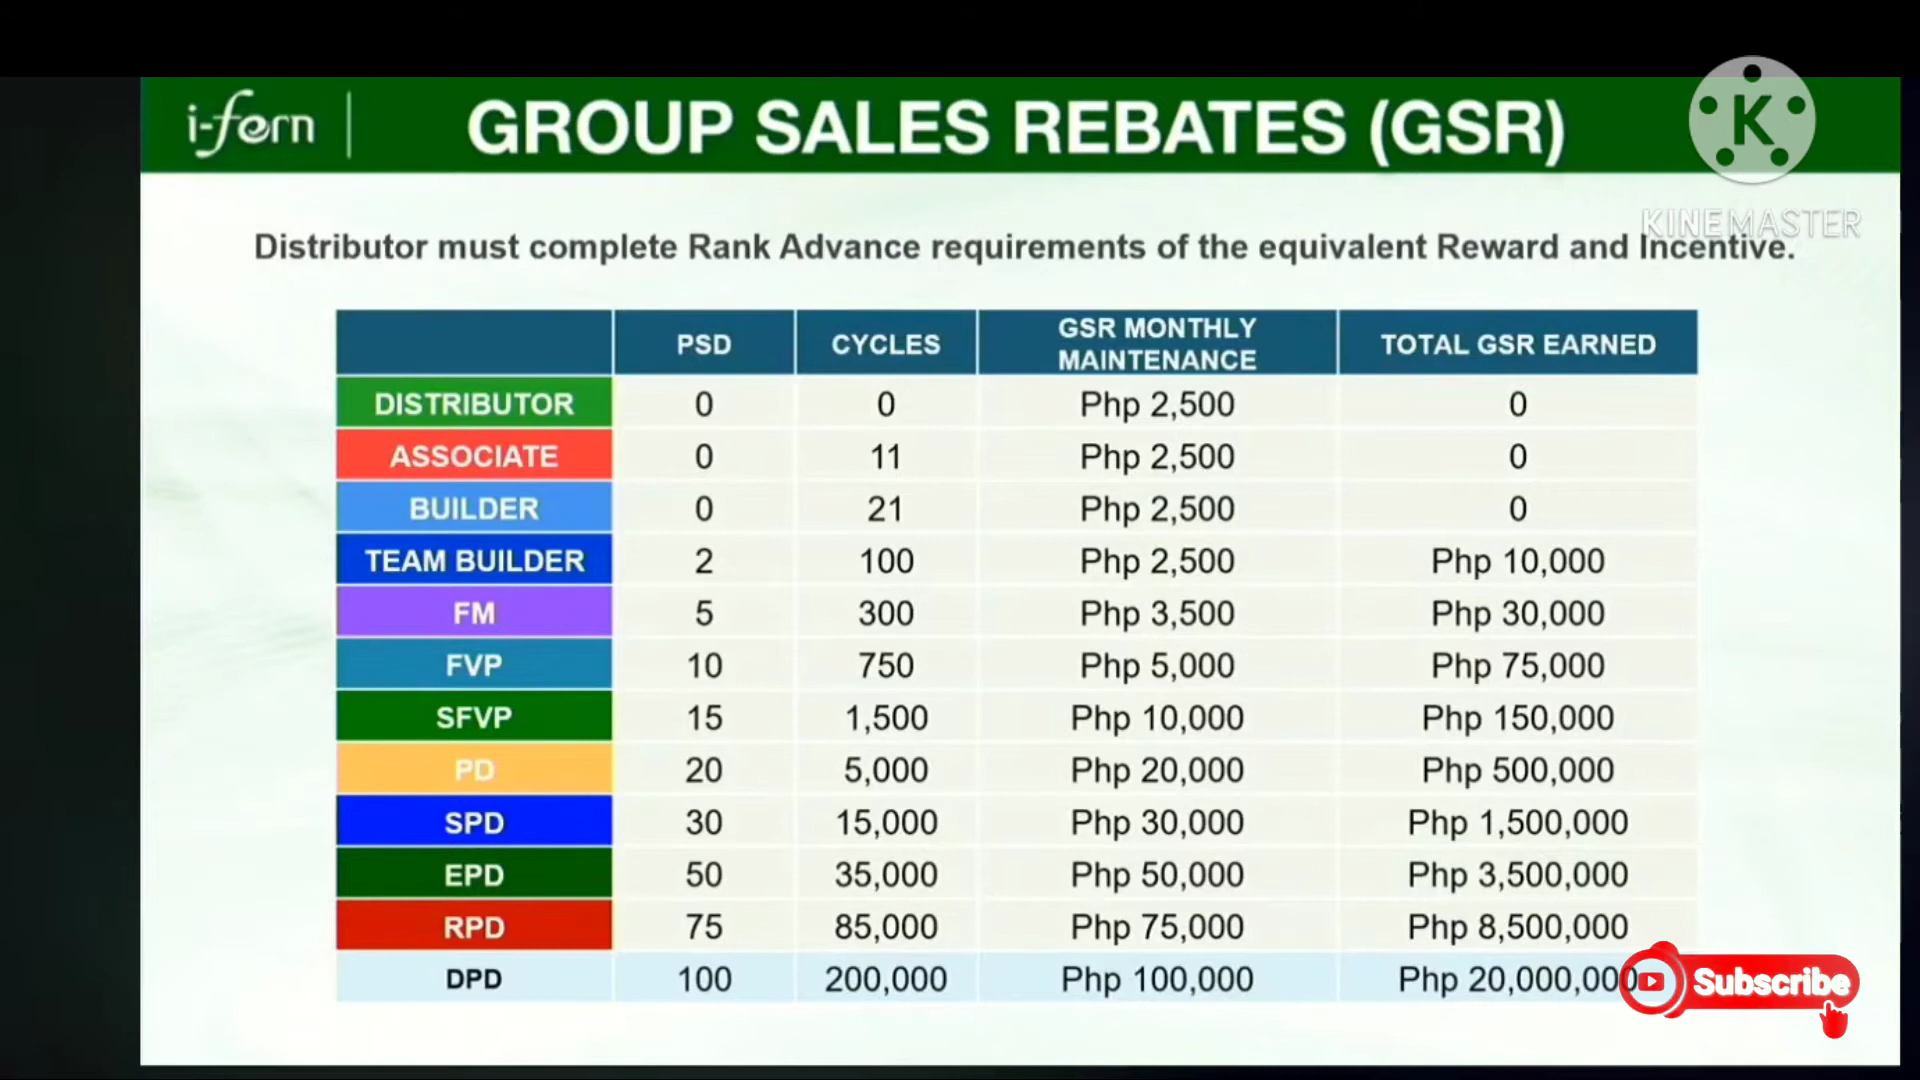 i-fern
GROUP SALES REBATES (GSR)
K
KINEMASTER
Distributor must complete Rank Advance requirements of the equivalent Reward and Incentive.
PSD CYCLES GSR MONTHLY MAINTENANCE TOTAL GSR EARNED
DISTRIBUTOR 0 0 Php 2,500 0
ASSOCIATE 0 11 Php 2,500 0
BUILDER 0 21 Php 2,500 0
TEAM BUILDER 2 100 Php 2,500 Php 10,000
FM 5 300 Php 3,500 Php 30,000
FVP 10 750 Php 5,000 Php 75,000
SFVP 15 1,500 Php 10,000 Php 150,000
PD 20 5,000 Php 20,000 Php 500,000
SPD 30 15,000 Php 30,000 Php 1,500,000
EPD 50 35,000 Php 50,000 Php 3,500,000
RPD 75 85,000 Php 75,000 Php 8,500,000
DPD 100 200,000 Php 100,000 Php 20,000,000
Subscribe